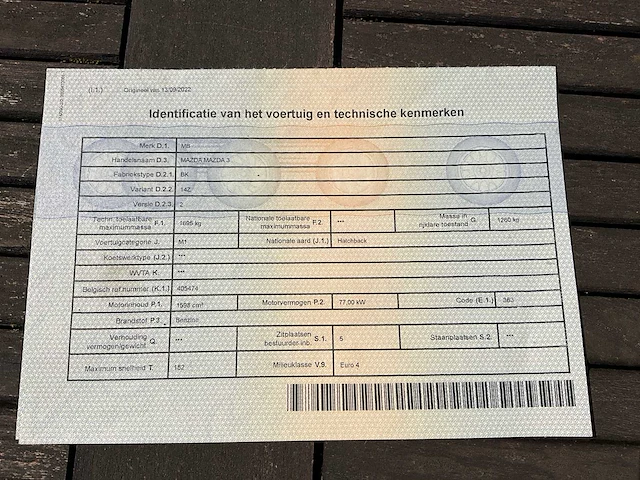 (I.1.) Origineel van 13/09/2022
Identificatie van het voertuig en technische kenmerken
Merk D.1. MB
Handelsnaam D.3. MAZDA MAZDA 3
Fabriekstype D.2.1. BK
Variant D.2.2. 14Z
Versie D.2.3. 2
Techn. toelaatbare maximummassa F.1. 1695 kg Nationale toelaatbare maximummassa F.2. *** Massa in rijklare toestand G. 1260 kg
Voertuigcategorie J. M1 Nationale aard (J.1.) Hatchback
Koetswerktype (J.2.) ***
WVTA K. ***
Belgisch ref.nummer (K.1.) 405474
Motorinhoud P.1. 1598 cm³ Motorvermogen P.2. 77,00 kW Code (E.1.) 363
Brandstof P.3. Benzine
Verhouding vermogen/gewicht Q. *** Zitplaatsen bestuurder inb. S.1. 5 Staanplaatsen S.2. ***
Maximum snelheid T. 182 Milieuklasse V.9. Euro 4